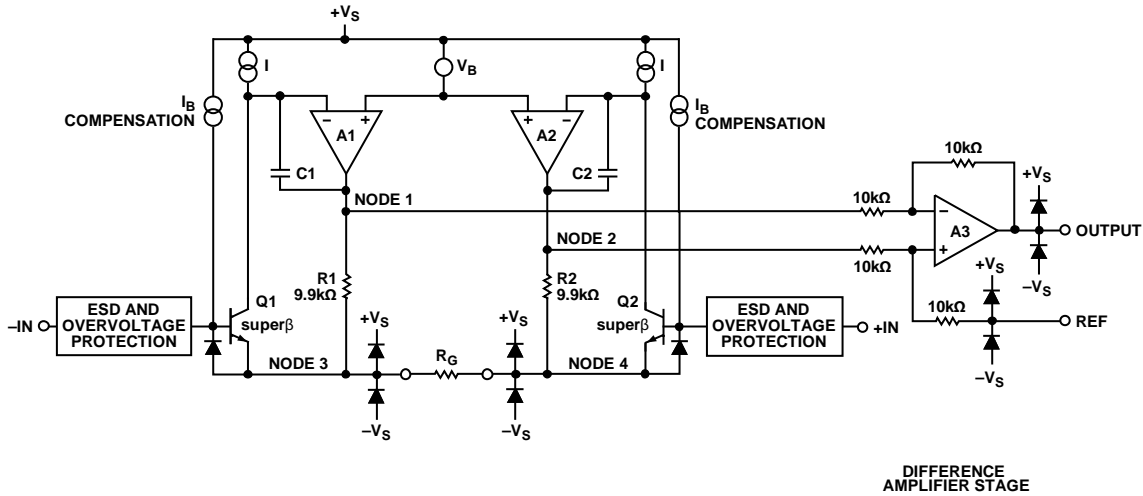 +VS
I
VB
I
IB
COMPENSATION
IB
COMPENSATION
−
+
A1
+
−
A2
C1
C2
NODE 1
NODE 2
10kΩ
+VS
10kΩ
−
A3
+
OUTPUT
−VS
10kΩ
+VS
10kΩ
REF
−VS
R1
9.9kΩ
R2
9.9kΩ
Q1
superβ
Q2
superβ
−IN
ESD AND
OVERVOLTAGE
PROTECTION
ESD AND
OVERVOLTAGE
PROTECTION
+IN
+VS
+VS
NODE 3
RG
NODE 4
−VS
−VS
DIFFERENCE
AMPLIFIER STAGE